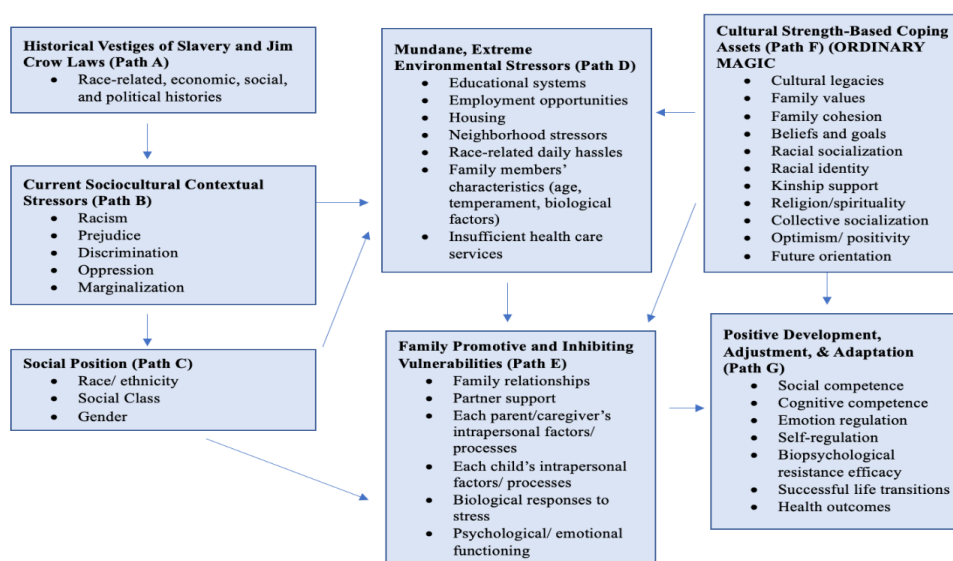 Historical Vestiges of Slavery and Jim
Crow Laws (Path A)
• Race-related, economic, social,
and political histories
Current Sociocultural Contextual
Stressors (Path B)
• Racism
• Prejudice
• Discrimination
• Oppression
• Marginalization
Social Position (Path C)
• Race/ ethnicity
• Social Class
• Gender
Mundane, Extreme
Environmental Stressors (Path D)
• Educational systems
• Employment opportunities
• Housing
• Neighborhood stressors
• Race-related daily hassles
• Family members’
characteristics (age,
temperament, biological
factors)
• Insufficient health care
services
Family Promotive and Inhibiting
Vulnerabilities (Path E)
• Family relationships
• Partner support
• Each parent/caregiver’s
intrapersonal factors/
processes
• Each child’s intrapersonal
factors/ processes
• Biological responses to
stress
• Psychological/ emotional
functioning
Cultural Strength-Based Coping
Assets (Path F) (ORDINARY
MAGIC
• Cultural legacies
• Family values
• Family cohesion
• Beliefs and goals
• Racial socialization
• Racial identity
• Kinship support
• Religion/spirituality
• Collective socialization
• Optimism/ positivity
• Future orientation
Positive Development,
Adjustment, & Adaptation
(Path G)
• Social competence
• Cognitive competence
• Emotion regulation
• Self-regulation
• Biopsychological
resistance efficacy
• Successful life transitions
• Health outcomes